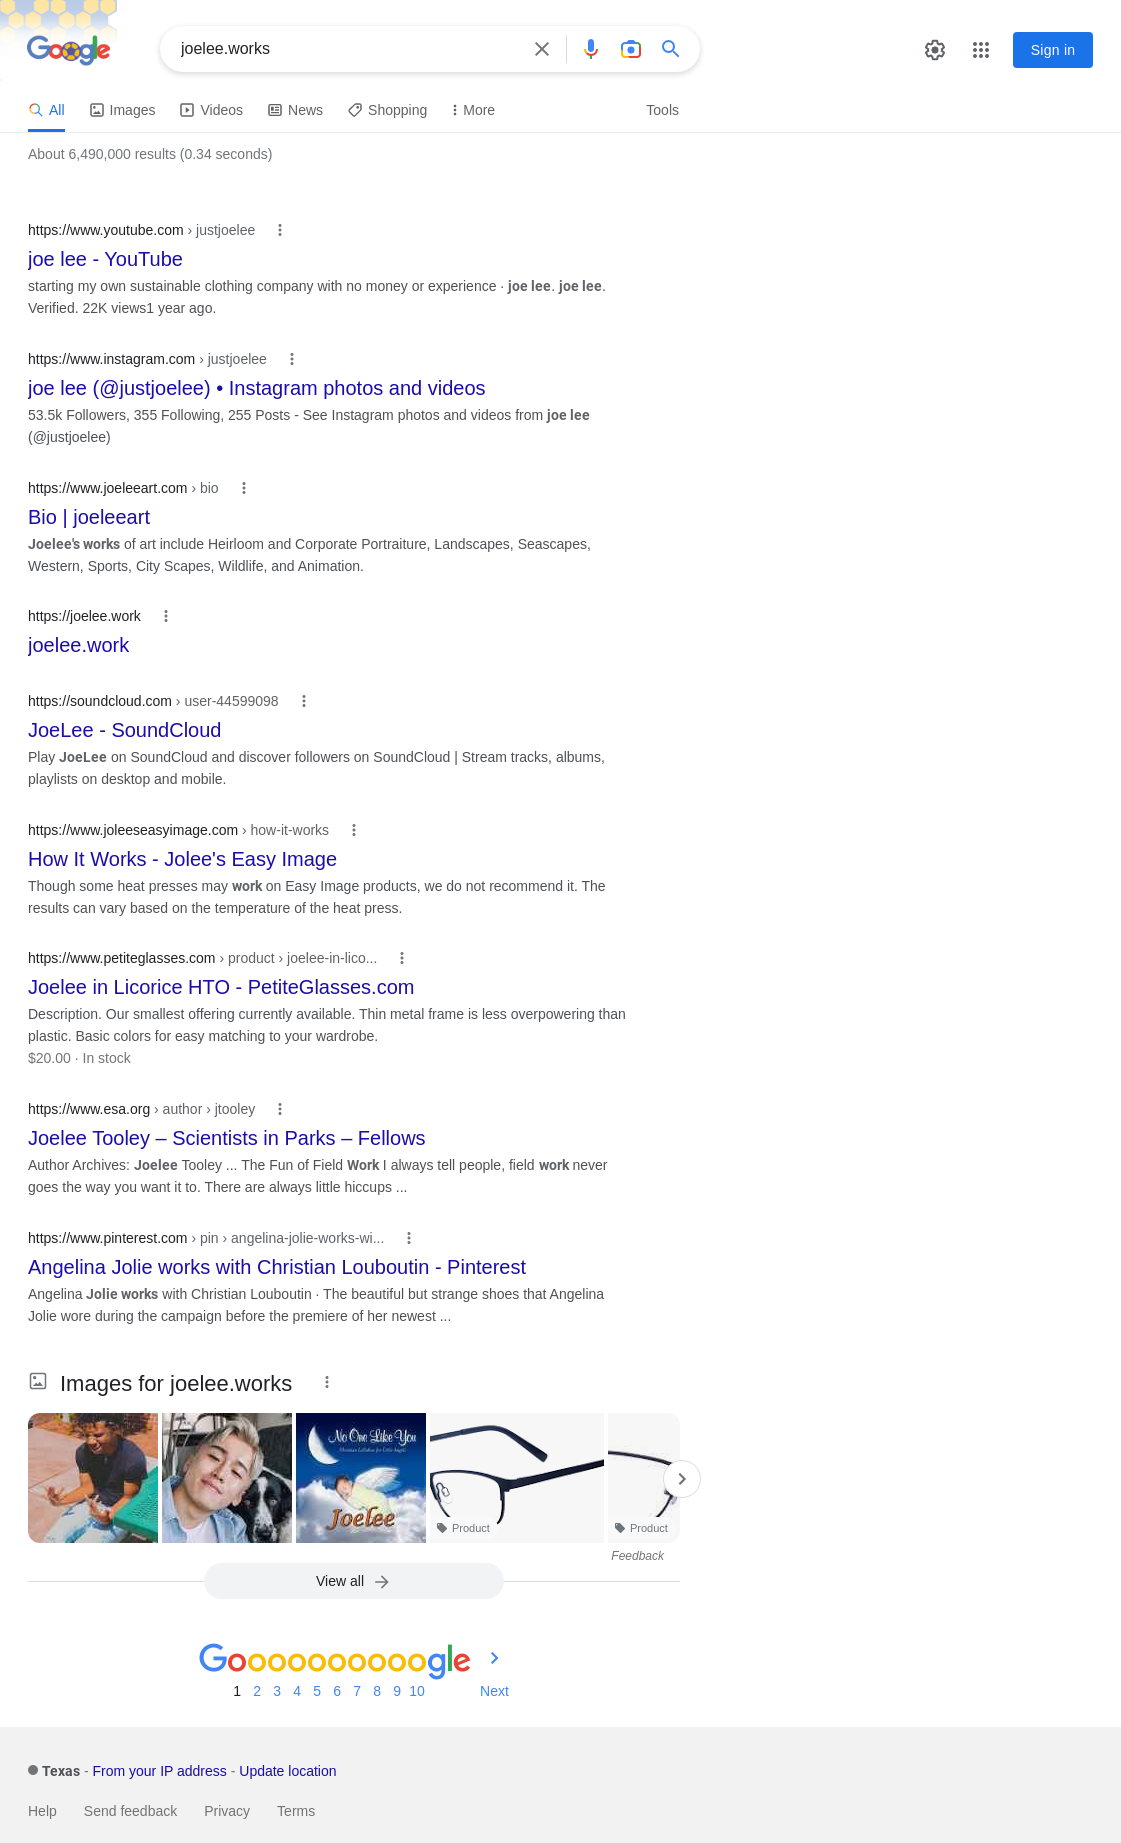 Google
joelee.works
Sign in
All Images Videos News Shopping More Tools
About 6,490,000 results (0.34 seconds)
https://www.youtube.com › justjoelee
joe lee - YouTube
starting my own sustainable clothing company with no money or experience · joe lee. joe lee.
Verified. 22K views1 year ago.
https://www.instagram.com › justjoelee
joe lee (@justjoelee) • Instagram photos and videos
53.5k Followers, 355 Following, 255 Posts - See Instagram photos and videos from joe lee
(@justjoelee)
https://www.joeleeart.com › bio
Bio | joeleeart
Joelee's works of art include Heirloom and Corporate Portraiture, Landscapes, Seascapes,
Western, Sports, City Scapes, Wildlife, and Animation.
https://joelee.work
joelee.work
https://soundcloud.com › user-44599098
JoeLee - SoundCloud
Play JoeLee on SoundCloud and discover followers on SoundCloud | Stream tracks, albums,
playlists on desktop and mobile.
https://www.joleeseasyimage.com › how-it-works
How It Works - Jolee's Easy Image
Though some heat presses may work on Easy Image products, we do not recommend it. The
results can vary based on the temperature of the heat press.
https://www.petiteglasses.com › product › joelee-in-lico...
Joelee in Licorice HTO - PetiteGlasses.com
Description. Our smallest offering currently available. Thin metal frame is less overpowering than
plastic. Basic colors for easy matching to your wardrobe.
$20.00 · In stock
https://www.esa.org › author › jtooley
Joelee Tooley – Scientists in Parks – Fellows
Author Archives: Joelee Tooley ... The Fun of Field Work I always tell people, field work never
goes the way you want it to. There are always little hiccups ...
https://www.pinterest.com › pin › angelina-jolie-works-wi...
Angelina Jolie works with Christian Louboutin - Pinterest
Angelina Jolie works with Christian Louboutin · The beautiful but strange shoes that Angelina
Jolie wore during the campaign before the premiere of her newest ...
Images for joelee.works
No One Like You
Christian Lullabies for Little Angels
Joelee
Product
Product
Feedback
View all
Goooooooooogle
1 2 3 4 5 6 7 8 9 10 Next
Texas - From your IP address - Update location
Help Send feedback Privacy Terms